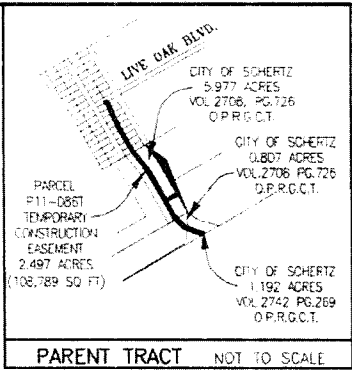 LIVE OAK BLVD.
CITY OF SCHERTZ
5.977 ACRES
VOL.2708, PG.726
O.P.R.G.C.T.
CITY OF SCHERTZ
0.807 ACRES
VOL.2706 PG.726
O.P.R.G.C.T.
PARCEL
P11-086T
TEMPORARY
CONSTRUCTION
EASEMENT
2.497 ACRES
(108,789 SQ FT)
CITY OF SCHERTZ
1.192 ACRES
VOL.2742 PG.269
O.P.R.G.C.T.
PARENT TRACT NOT TO SCALE